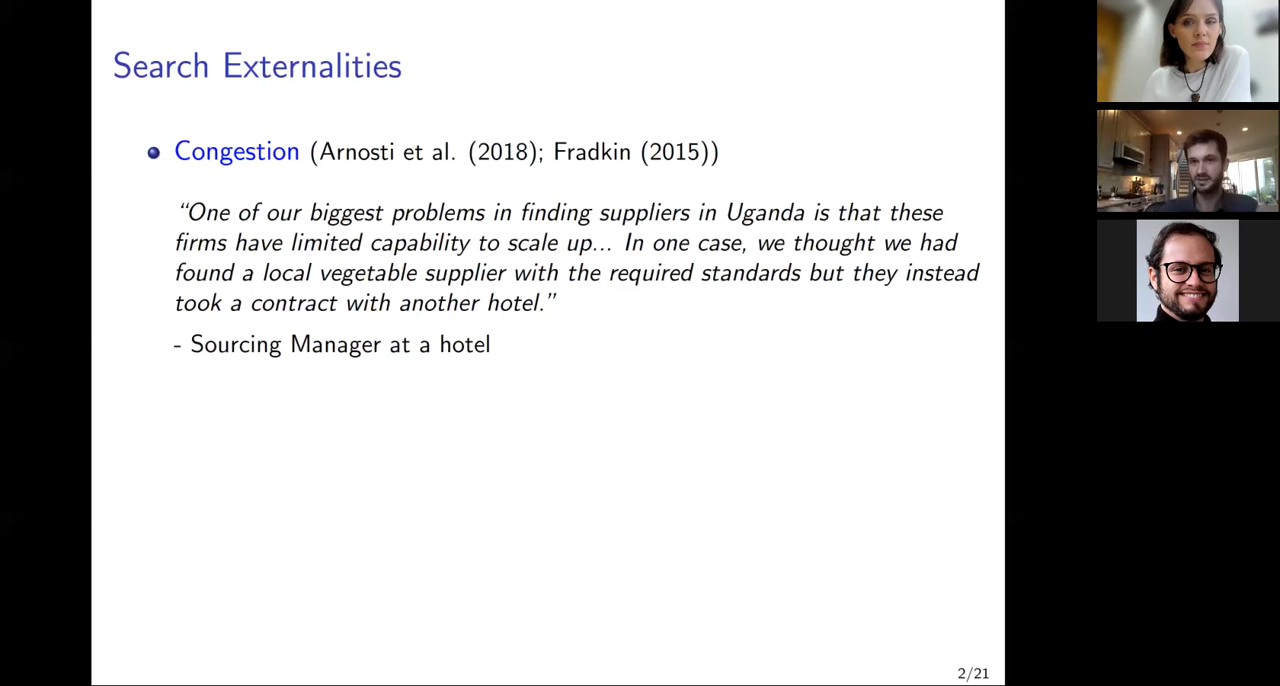 Search Externalities
Congestion (Arnosti et al. (2018); Fradkin (2015))
“One of our biggest problems in finding suppliers in Uganda is that these
firms have limited capability to scale up... In one case, we thought we had
found a local vegetable supplier with the required standards but they instead
took a contract with another hotel.”
- Sourcing Manager at a hotel
2/21